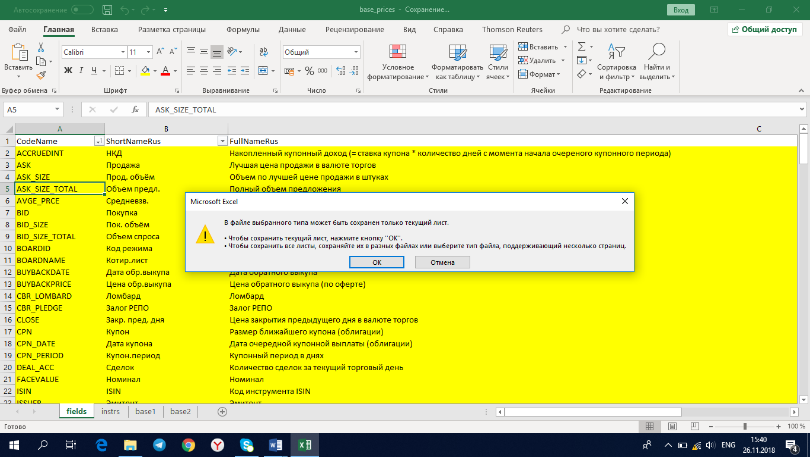 Автосохранение
base_prices - Сохранение...
Вход
Файл Главная Вставка Разметка страницы Формулы Данные Рецензирование Вид Справка Thomson Reuters Что вы хотите сделать? Общий доступ
Вставить
Calibri 11
Ж К Ч
Общий
Условное форматирование
Форматировать как таблицу
Стили ячеек
Вставить
Удалить
Формат
Сортировка и фильтр
Найти и выделить
Буфер обмена Шрифт Выравнивание Число Стили Ячейки Редактирование
A5 fx ASK_SIZE_TOTAL
A B C
1 CodeName ShortNameRus FullNameRus
2 ACCRUEDINT НКД Накопленный купонный доход (= ставка купона * количество дней с момента начала очереного купонного периода)
3 ASK Продажа Лучшая цена продажи в валюте торгов
4 ASK_SIZE Прод. объём Объем по лучшей цене продажи в штуках
5 ASK_SIZE_TOTAL Объем предл. Полный объем предложения
6 AVGE_PRCE Средневзв.
7 BID Покупка
8 BID_SIZE Пок. объём
9 BID_SIZE_TOTAL Объем спроса
10 BOARDID Код режима
11 BOARDNAME Котир.лист
12 BUYBACKDATE Дата обр.выкупа Дата обратного выкупа
13 BUYBACKPRICE Цена обр.выкупа Цена обратного выкупа (по оферте)
14 CBR_LOMBARD Ломбард Ломбард
15 CBR_PLEDGE Залог РЕПО Залог РЕПО
16 CLOSE Закр. пред. дня Цена закрытия предыдущего дня в валюте торгов
17 CPN Купон Размер ближайшего купона (облигации)
18 CPN_DATE Дата купона Дата очередной купонной выплаты (облигации)
19 CPN_PERIOD Купон.период Купонный период в днях
20 DEAL_ACC Сделок Количество сделок за текущий торговый день
21 FACEVALUE Номинал Номинал
22 ISIN ISIN Код инструмента ISIN
23 ISSUER Эмитент Эмитент
Microsoft Excel
В файле выбранного типа может быть сохранен только текущий лист.
• Чтобы сохранить текущий лист, нажмите кнопку "ОК".
• Чтобы сохранить все листы, сохраняйте их в разных файлах или выберите тип файла, поддерживающий несколько страниц.
ОК Отмена
fields instrs base1 base2
Готово 100 %
ENG 15:40
26.11.2018
4